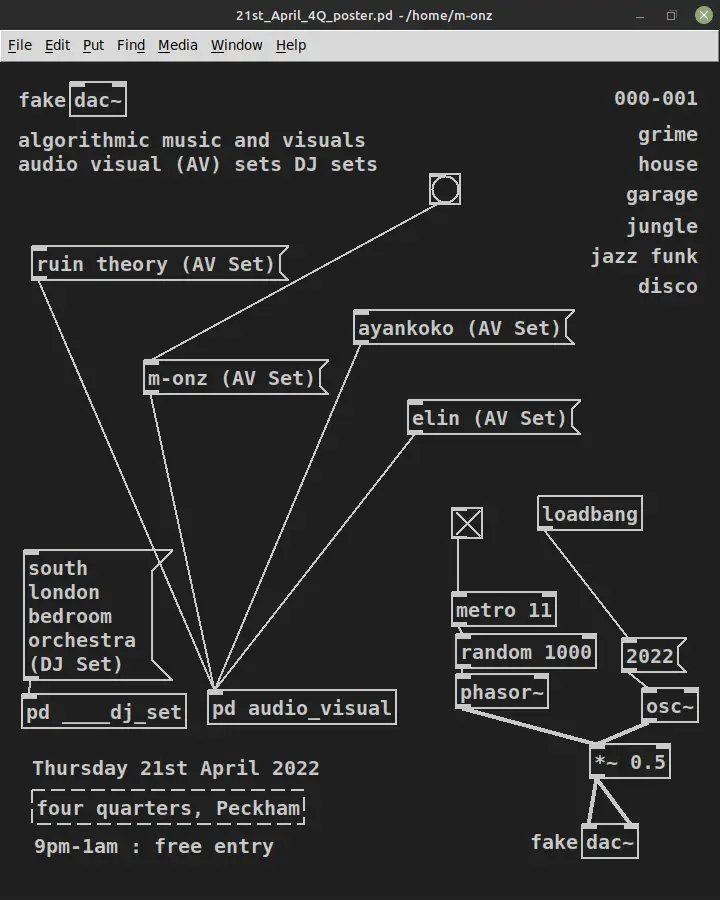 21st_April_4Q_poster.pd - /home/m-onz
File Edit Put Find Media Window Help
fake dac~
algorithmic music and visuals
audio visual (AV) sets DJ sets
000-001
grime
house
garage
jungle
jazz funk
disco
ruin theory (AV Set)
ayankoko (AV Set)
m-onz (AV Set)
elin (AV Set)
loadbang
metro 11
random 1000
phasor~
2022
osc~
*~ 0.5
fake dac~
south
london
bedroom
orchestra
(DJ Set)
pd ____dj_set
pd audio_visual
Thursday 21st April 2022
four quarters, Peckham
9pm-1am : free entry